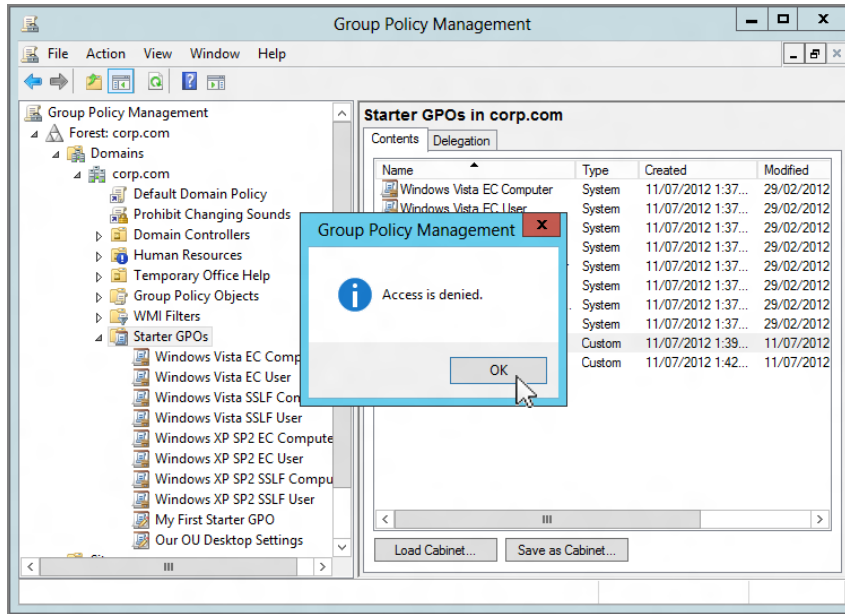 Group Policy Management
File Action View Window Help
Group Policy Management
Forest: corp.com
Domains
corp.com
Default Domain Policy
Prohibit Changing Sounds
Domain Controllers
Human Resources
Temporary Office Help
Group Policy Objects
WMI Filters
Starter GPOs
Windows Vista EC Comp
Windows Vista EC User
Windows Vista SSLF Con
Windows Vista SSLF User
Windows XP SP2 EC Compute
Windows XP SP2 EC User
Windows XP SP2 SSLF Compu
Windows XP SP2 SSLF User
My First Starter GPO
Our OU Desktop Settings
Starter GPOs in corp.com
Contents Delegation
Name Type Created Modified
Windows Vista EC Computer System 11/07/2012 1:37... 29/02/2012
Windows Vista EC User System 11/07/2012 1:37... 29/02/2012
System 11/07/2012 1:37... 29/02/2012
System 11/07/2012 1:37... 29/02/2012
System 11/07/2012 1:37... 29/02/2012
System 11/07/2012 1:37... 29/02/2012
System 11/07/2012 1:37... 29/02/2012
System 11/07/2012 1:37... 29/02/2012
Custom 11/07/2012 1:39... 11/07/2012
Custom 11/07/2012 1:42... 11/07/2012
Group Policy Management
Access is denied.
OK
Load Cabinet... Save as Cabinet...